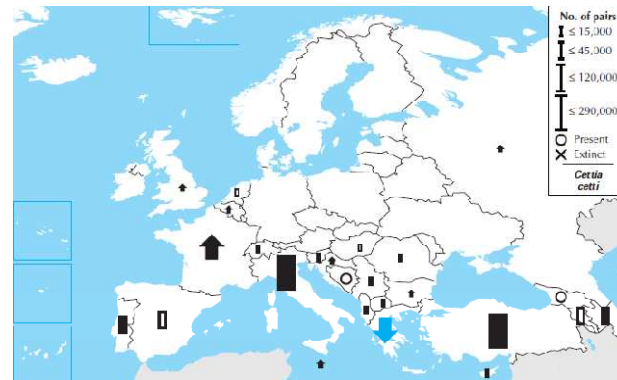 No. of pairs
≤ 15,000
≤ 45,000
≤ 120,000
≤ 290,000
Present
Extinct
Cettia
cetti